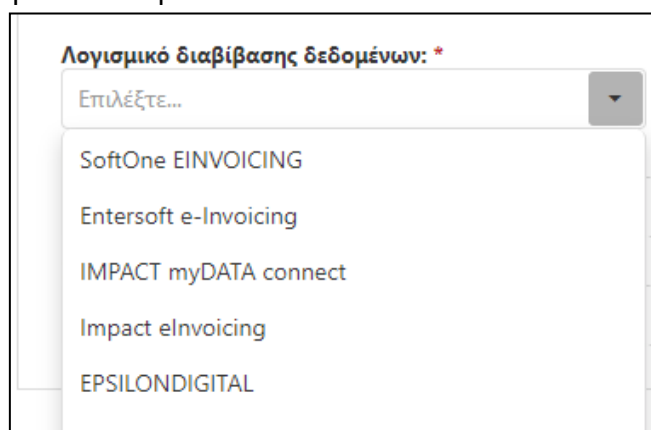 Λογισμικό διαβίβασης δεδομένων: *
Επιλέξτε...
SoftOne EINVOICING
Entersoft e-Invoicing
IMPACT myDATA connect
Impact eInvoicing
EPSILONDIGITAL